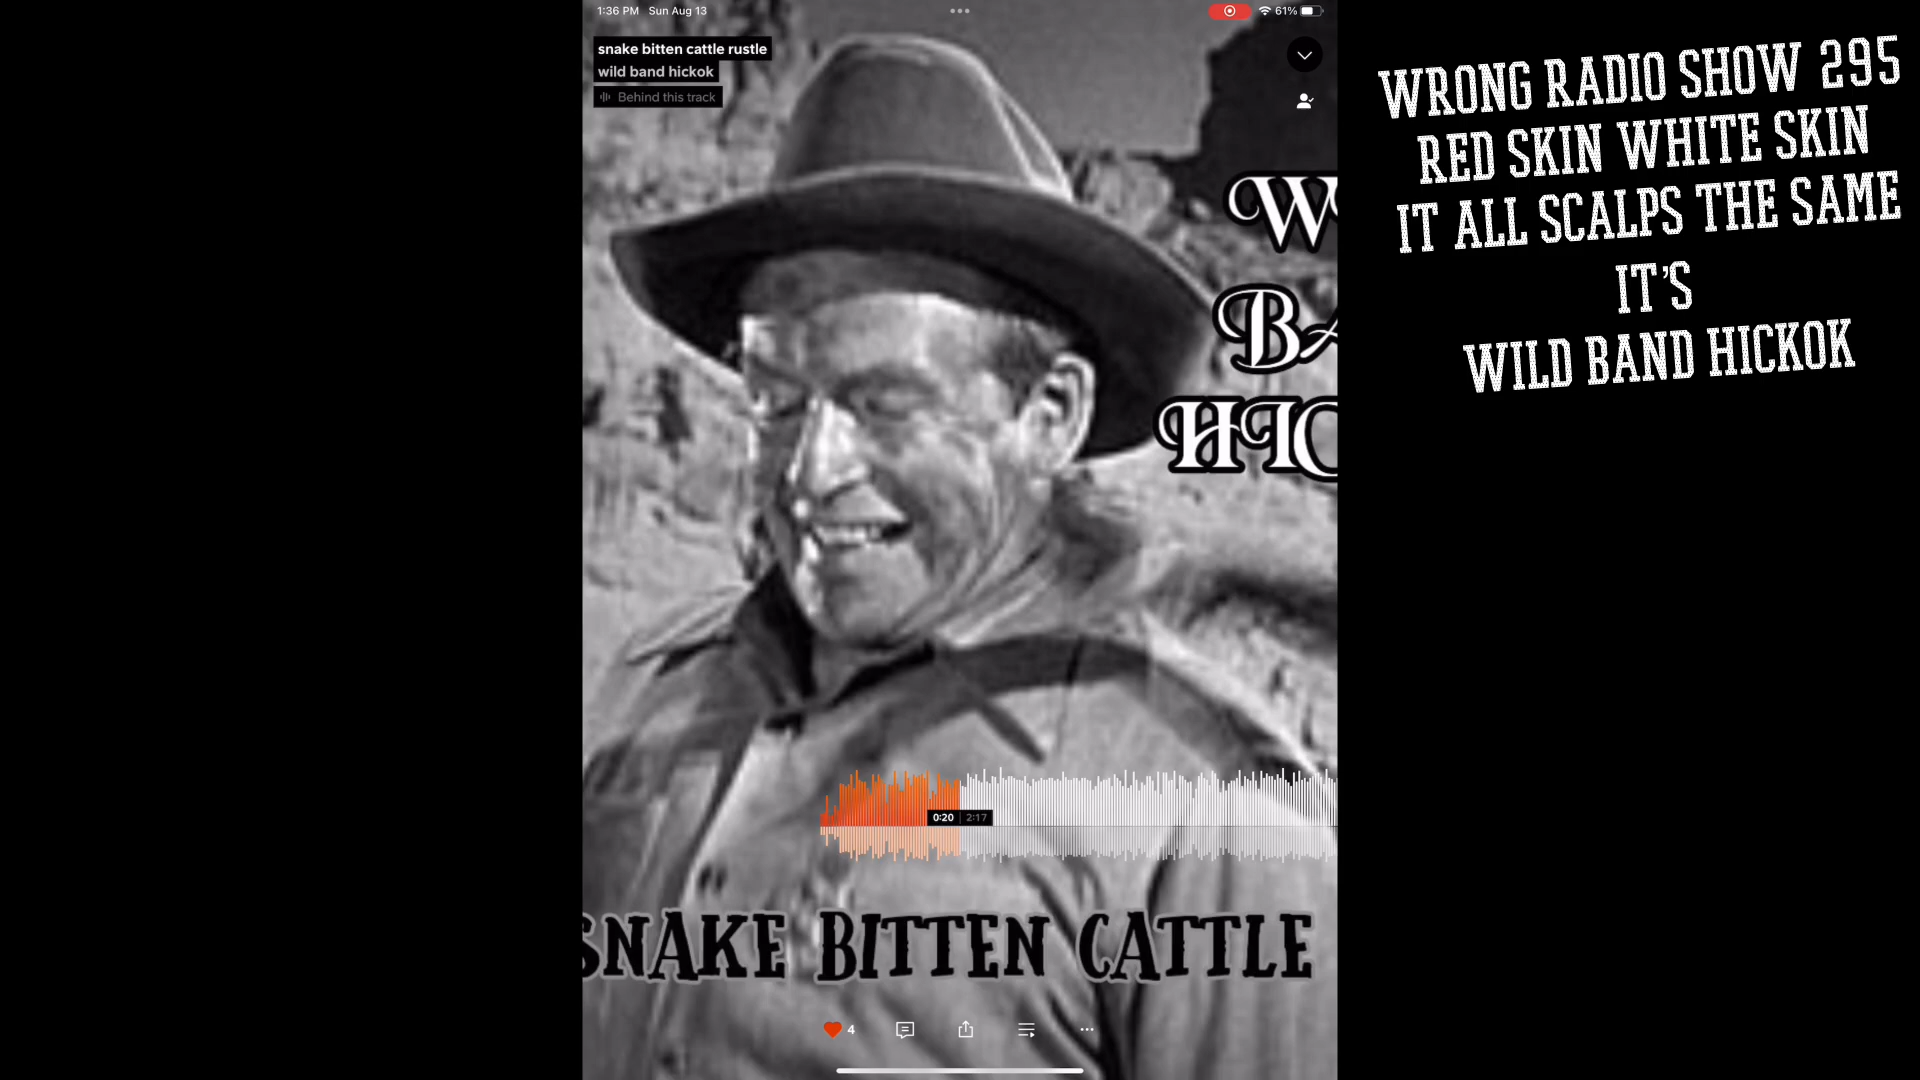 1:36 PM Sun Aug 13
61%
snake bitten cattle rustle
wild band hickok
Behind this track
W
BA
HIC
0:20 2:17
SNAKE BITTEN CATTLE
4
WRONG RADIO SHOW 295
RED SKIN WHITE SKIN
IT ALL SCALPS THE SAME
IT'S
WILD BAND HICKOK